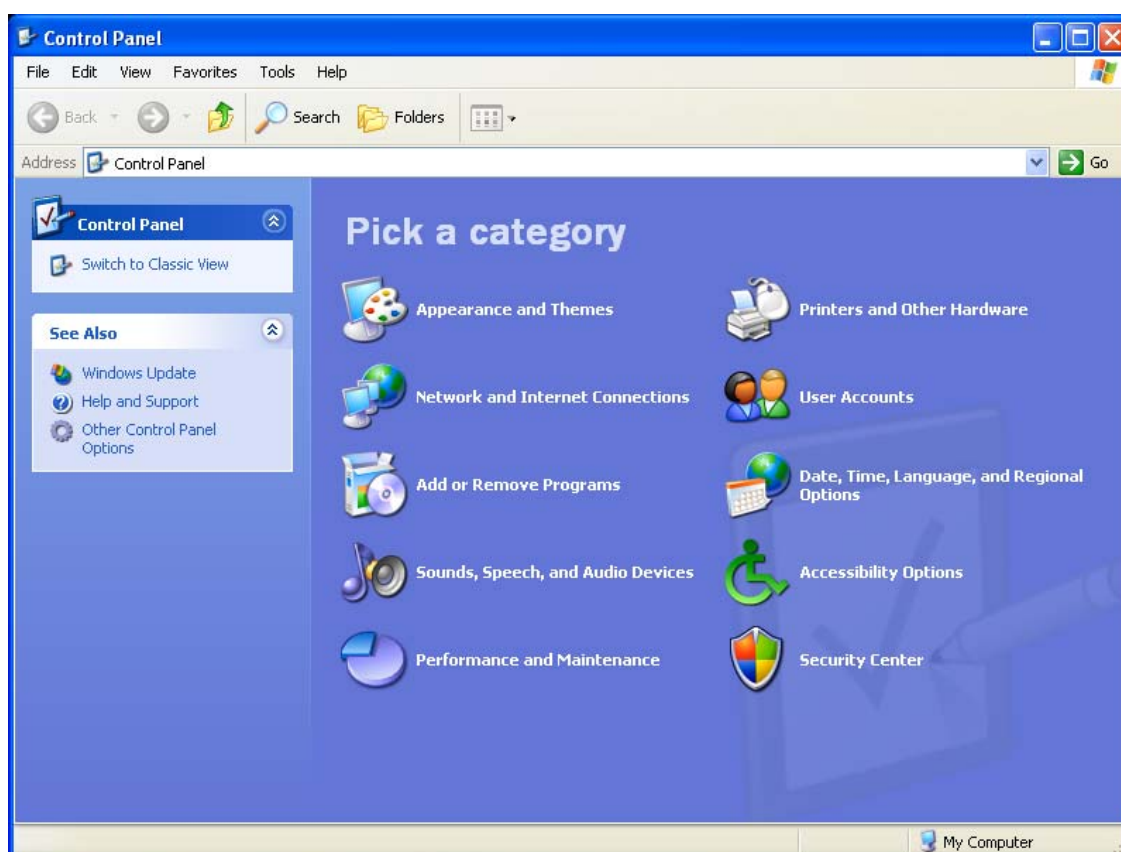 Control Panel
File Edit View Favorites Tools Help
Back Search Folders
Address Control Panel Go
Control Panel
Switch to Classic View
See Also
Windows Update
Help and Support
Other Control Panel
Options
Pick a category
Appearance and Themes
Printers and Other Hardware
Network and Internet Connections
User Accounts
Add or Remove Programs
Date, Time, Language, and Regional
Options
Sounds, Speech, and Audio Devices
Accessibility Options
Performance and Maintenance
Security Center
My Computer